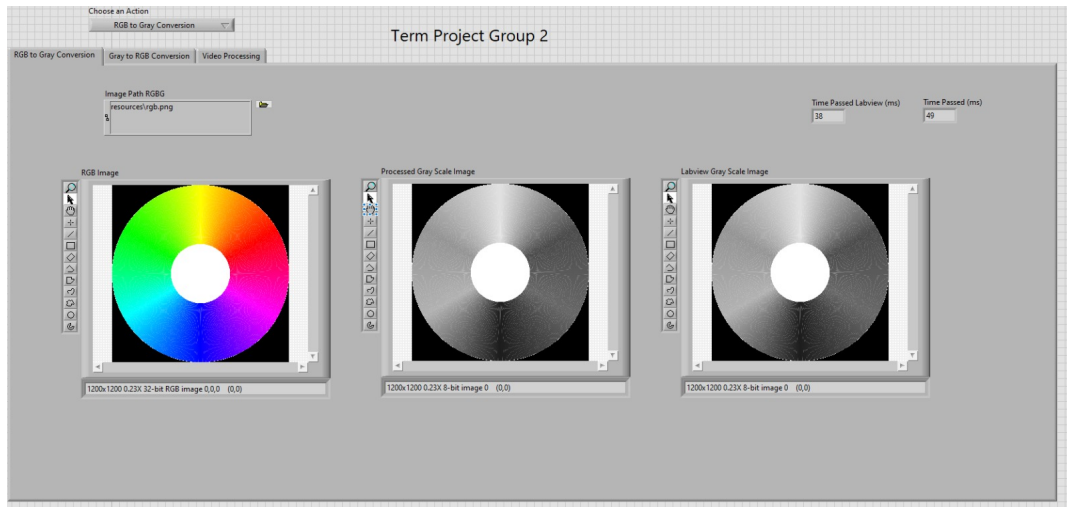 Choose an Action
RGB to Gray Conversion
Term Project Group 2
RGB to Gray Conversion Gray to RGB Conversion Video Processing
Image Path RGBG
resources\rgb.png
Time Passed Labview (ms) Time Passed (ms)
38 49
RGB Image Processed Gray Scale Image Labview Gray Scale Image
1200x1200 0.23X 32-bit RGB image 0,0,0 (0,0)
1200x1200 0.23X 8-bit image 0 (0,0)
1200x1200 0.23X 8-bit image 0 (0,0)